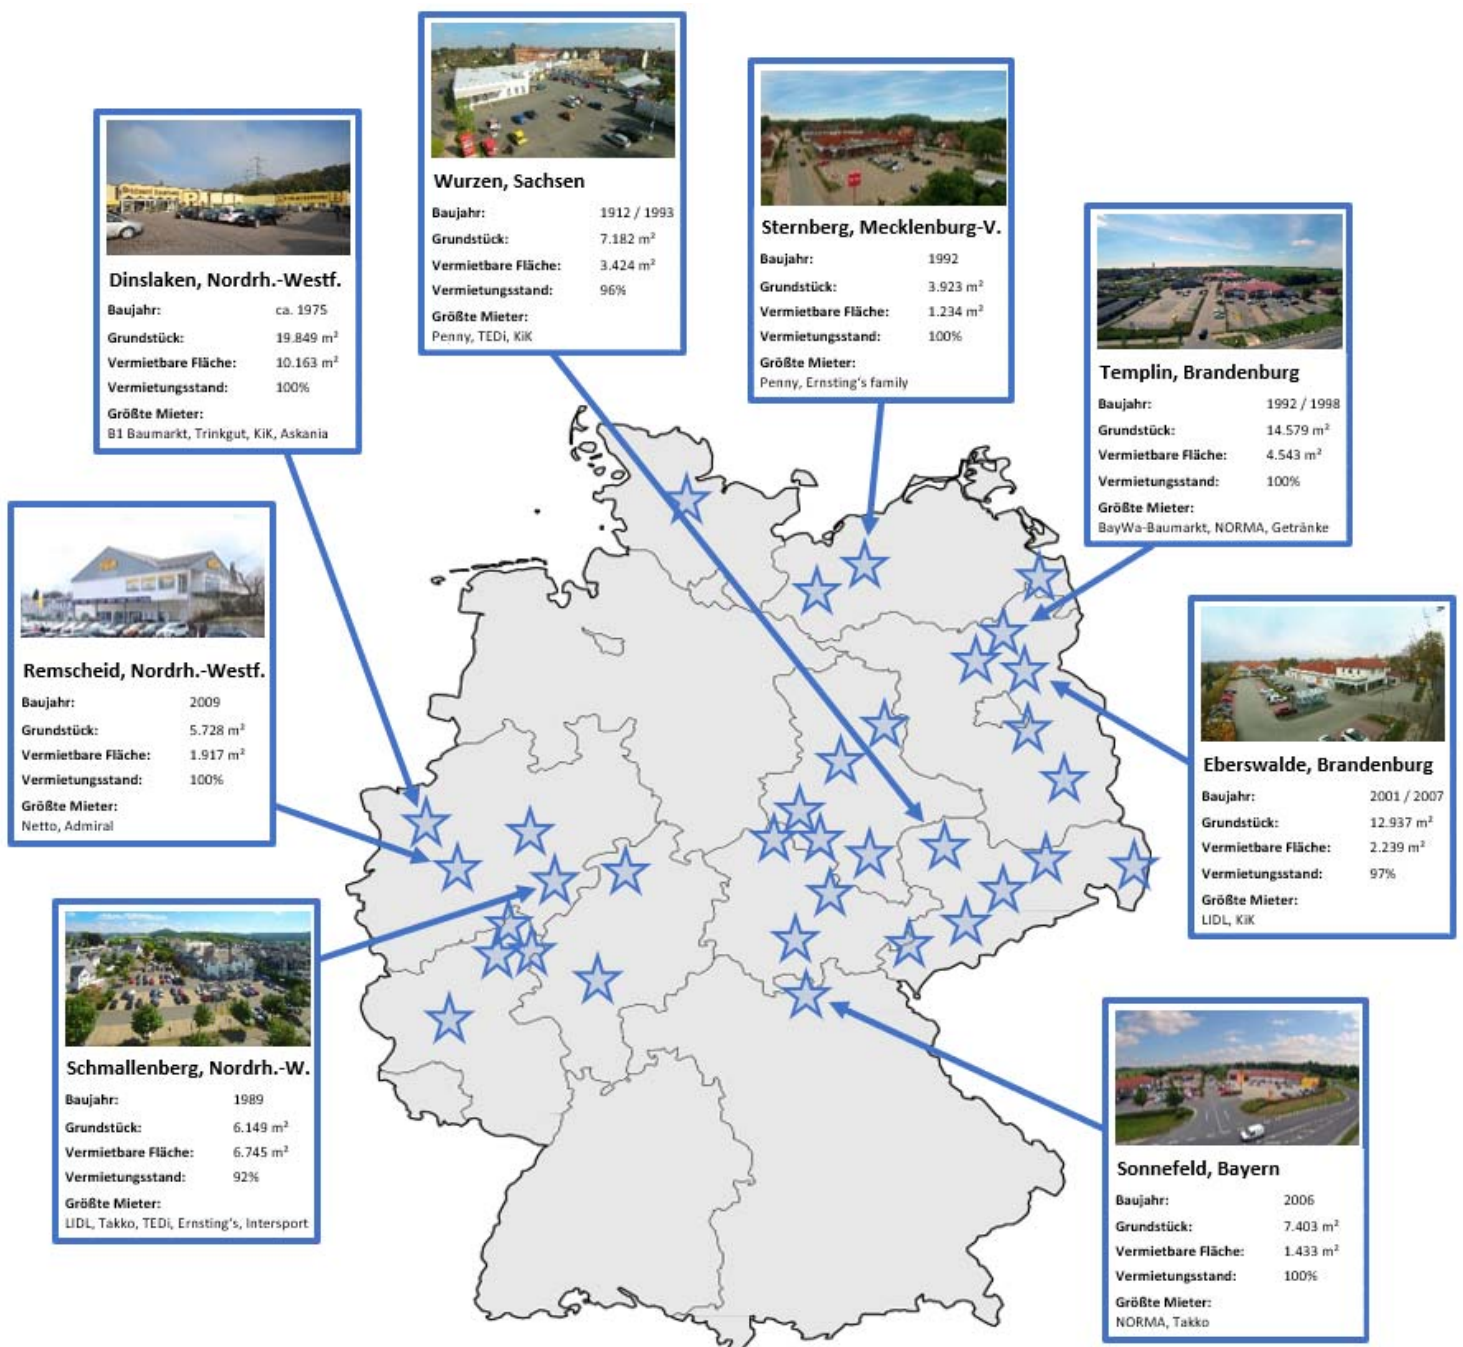 Wurzen, Sachsen
Baujahr: 1912 / 1993
Grundstück: 7.182 m²
Vermietbare Fläche: 3.424 m²
Vermietungsstand: 96%
Größte Mieter:
Penny, TEDi, KiK
Sternberg, Mecklenburg-V.
Baujahr: 1992
Grundstück: 3.923 m²
Vermietbare Fläche: 1.234 m²
Vermietungsstand: 100%
Größte Mieter:
Penny, Ernsting's family
Dinslaken, Nordrh.-Westf.
Baujahr: ca. 1975
Grundstück: 19.849 m²
Vermietbare Fläche: 10.163 m²
Vermietungsstand: 100%
Größte Mieter:
B1 Baumarkt, Trinkgut, KiK, Askania
Templin, Brandenburg
Baujahr: 1992 / 1998
Grundstück: 14.579 m²
Vermietbare Fläche: 4.543 m²
Vermietungsstand: 100%
Größte Mieter:
BayWa-Baumarkt, NORMA, Getränke
Remscheid, Nordrh.-Westf.
Baujahr: 2009
Grundstück: 5.728 m²
Vermietbare Fläche: 1.917 m²
Vermietungsstand: 100%
Größte Mieter:
Netto, Admiral
Eberswalde, Brandenburg
Baujahr: 2001 / 2007
Grundstück: 12.937 m²
Vermietbare Fläche: 2.239 m²
Vermietungsstand: 97%
Größte Mieter:
LIDL, KiK
Schmallenberg, Nordrh.-W.
Baujahr: 1989
Grundstück: 6.149 m²
Vermietbare Fläche: 6.745 m²
Vermietungsstand: 92%
Größte Mieter:
LIDL, Takko, TEDi, Ernsting's, Intersport
Sonnefeld, Bayern
Baujahr: 2006
Grundstück: 7.403 m²
Vermietbare Fläche: 1.433 m²
Vermietungsstand: 100%
Größte Mieter:
NORMA, Takko